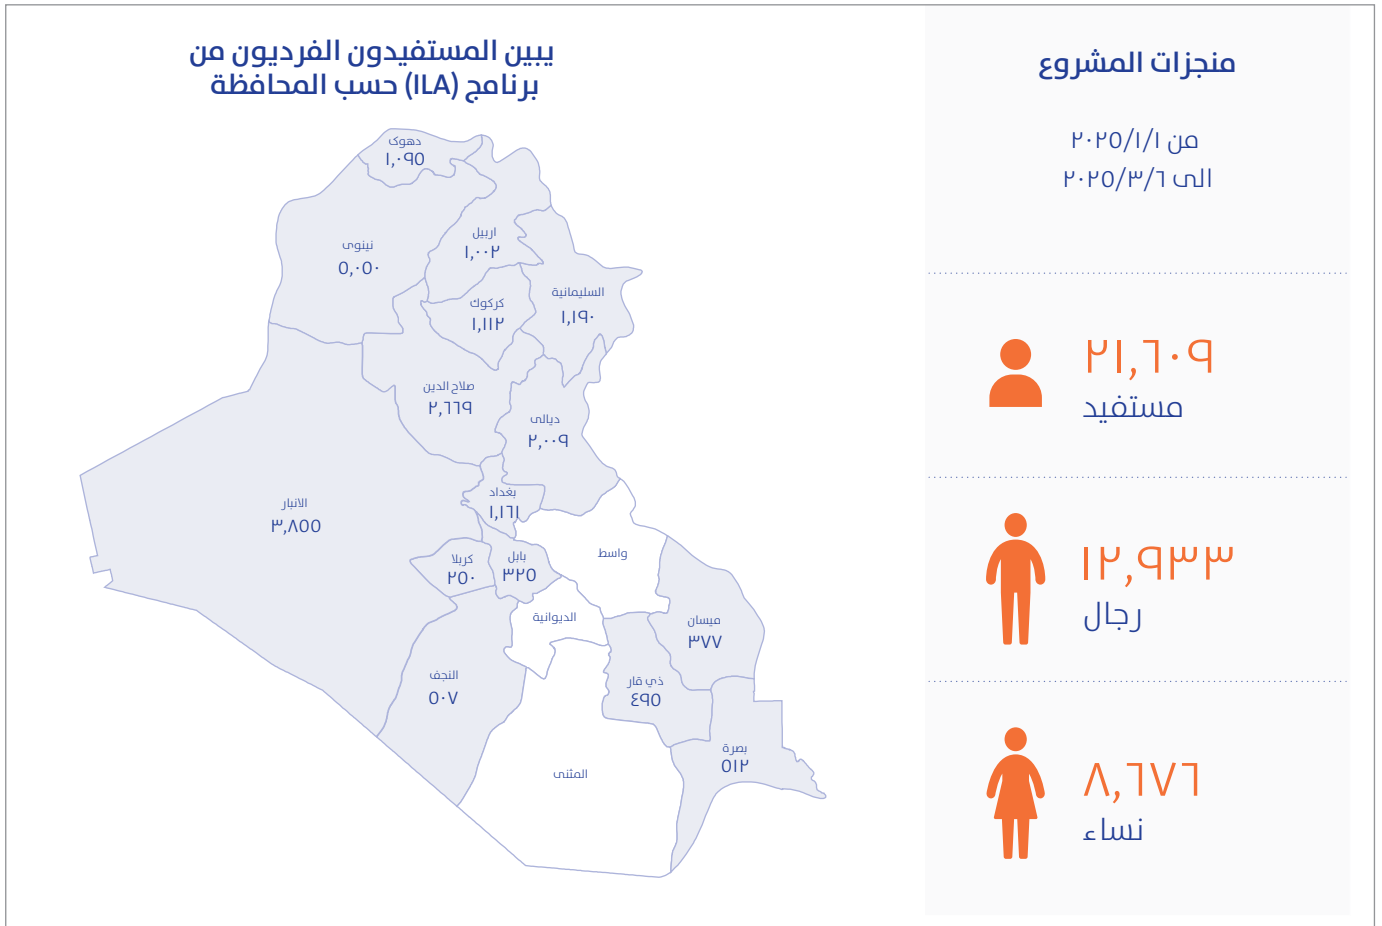 منجزات المشروع
من ٢٠٢٥/١/١
الى ٢٠٢٥/٣/٦
٢١,٦٠٩
مستفيد
١٢,٩٣٣
رجال
٨,٦٧٦
نساء
يبين المستفيدون الفرديون من
برنامج (ILA) حسب المحافظة
دهوك
١,٠٩٥
نينوى
٥,٠٥٠
اربيل
١,٠٠٢
السليمانية
١,١٩٠
كركوك
١,١١٢
صلاح الدين
٢,٦٦٩
ديالى
٢,٠٠٩
الانبار
٣,٨٥٥
بغداد
١,١٦١
واسط
بابل
٣٢٥
كربلا
٢٥٠
الديوانية
ميسان
٣٧٧
النجف
٥٠٧
ذي قار
٤٩٥
بصرة
٥١٢
المثنى